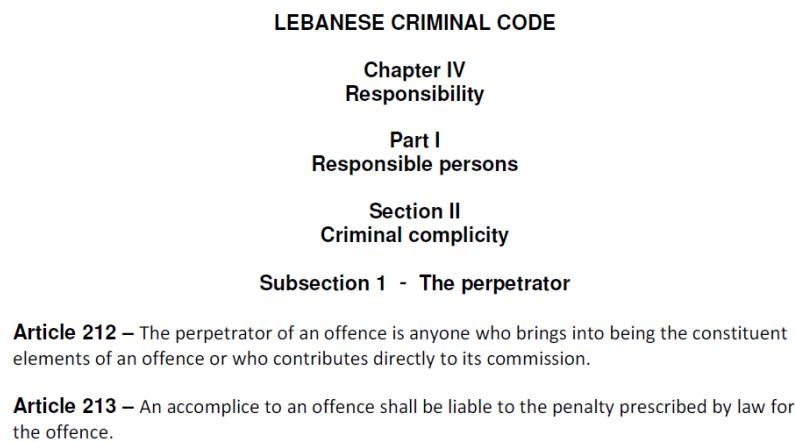 LEBANESE CRIMINAL CODE
Chapter IV
Responsibility
Part I
Responsible persons
Section II
Criminal complicity
Subsection 1 - The perpetrator
Article 212 – The perpetrator of an offence is anyone who brings into being the constituent
elements of an offence or who contributes directly to its commission.
Article 213 – An accomplice to an offence shall be liable to the penalty prescribed by law for
the offence.